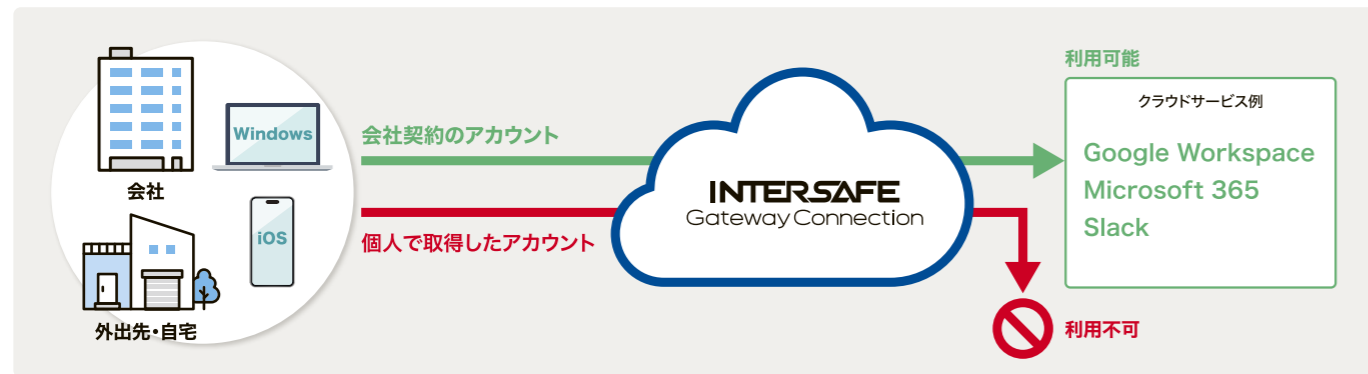 会社
Windows
iOS
外出先・自宅
会社契約のアカウント
個人で取得したアカウント
INTERSAFE
Gateway Connection
利用可能
クラウドサービス例
Google Workspace
Microsoft 365
Slack
利用不可